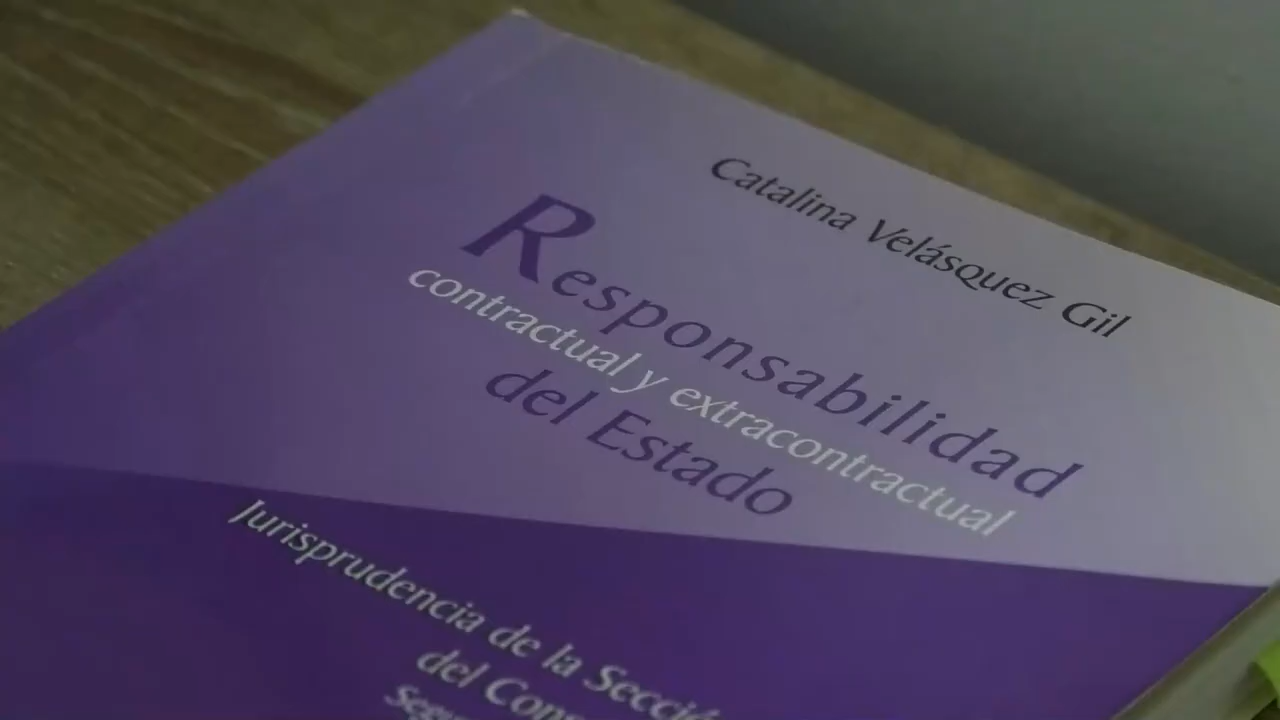 Catalina Velásquez Gil
Responsabilidad
contractual y extracontractual
del Estado
Jurisprudencia de la
del